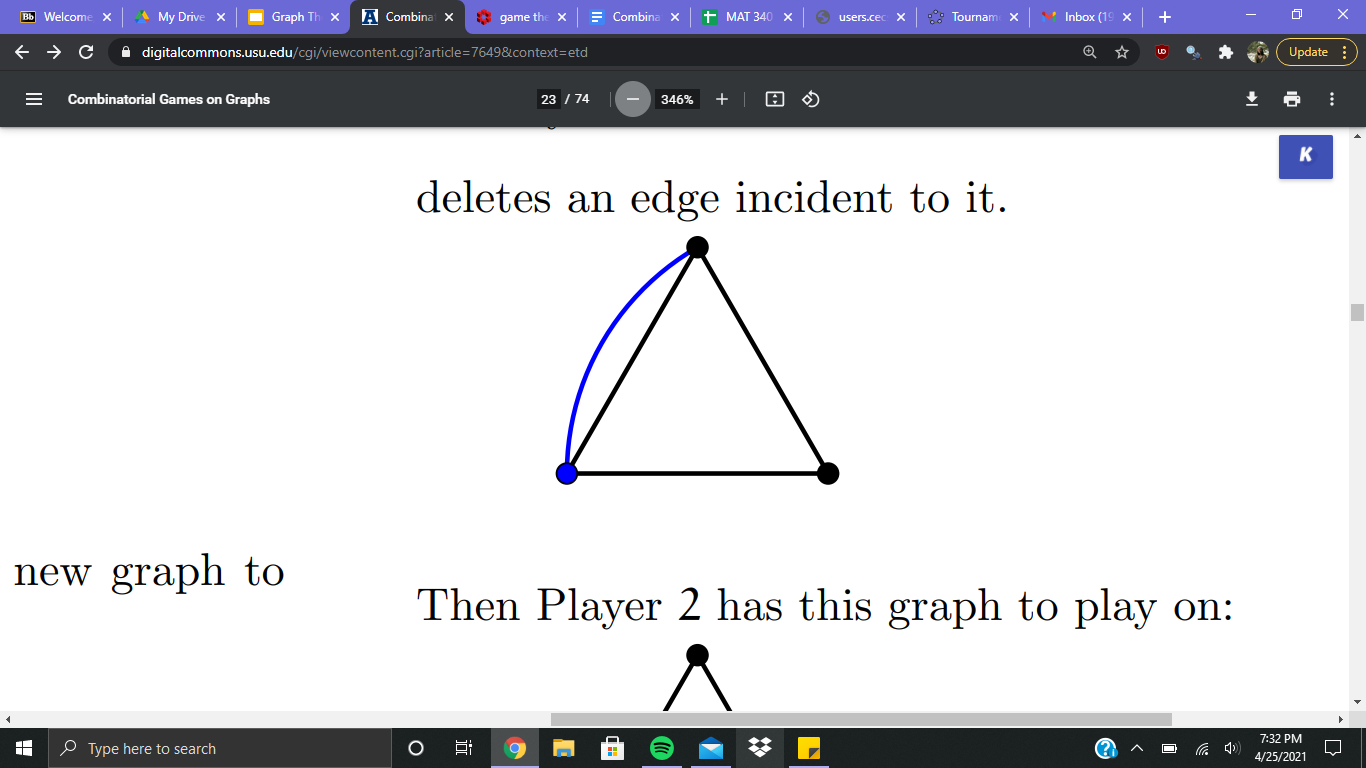 Welcome
My Drive
Graph Th
Combinat
game the
Combina
MAT 340
users.cec
Tournam
Inbox (19
digitalcommons.usu.edu/cgi/viewcontent.cgi?article=7649&context=etd
Update
Combinatorial Games on Graphs
23 / 74
346%
K
deletes an edge incident to it.
new graph to
Then Player 2 has this graph to play on:
Type here to search
7:32 PM
4/25/2021